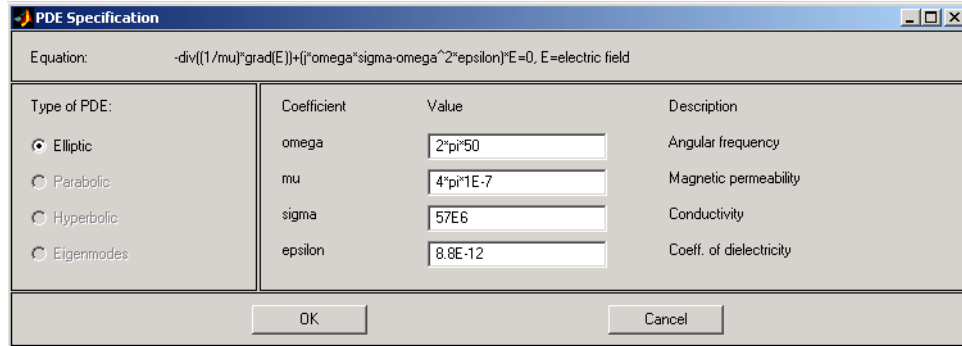 PDE Specification
Equation: -div((1/mu)*grad(E))+(j*omega*sigma-omega^2*epsilon)*E=0, E=electric field
Type of PDE:
Elliptic
Parabolic
Hyperbolic
Eigenmodes
Coefficient Value Description
omega 2*pi*50 Angular frequency
mu 4*pi*1E-7 Magnetic permeability
sigma 57E6 Conductivity
epsilon 8.8E-12 Coeff. of dielectricity
OK Cancel